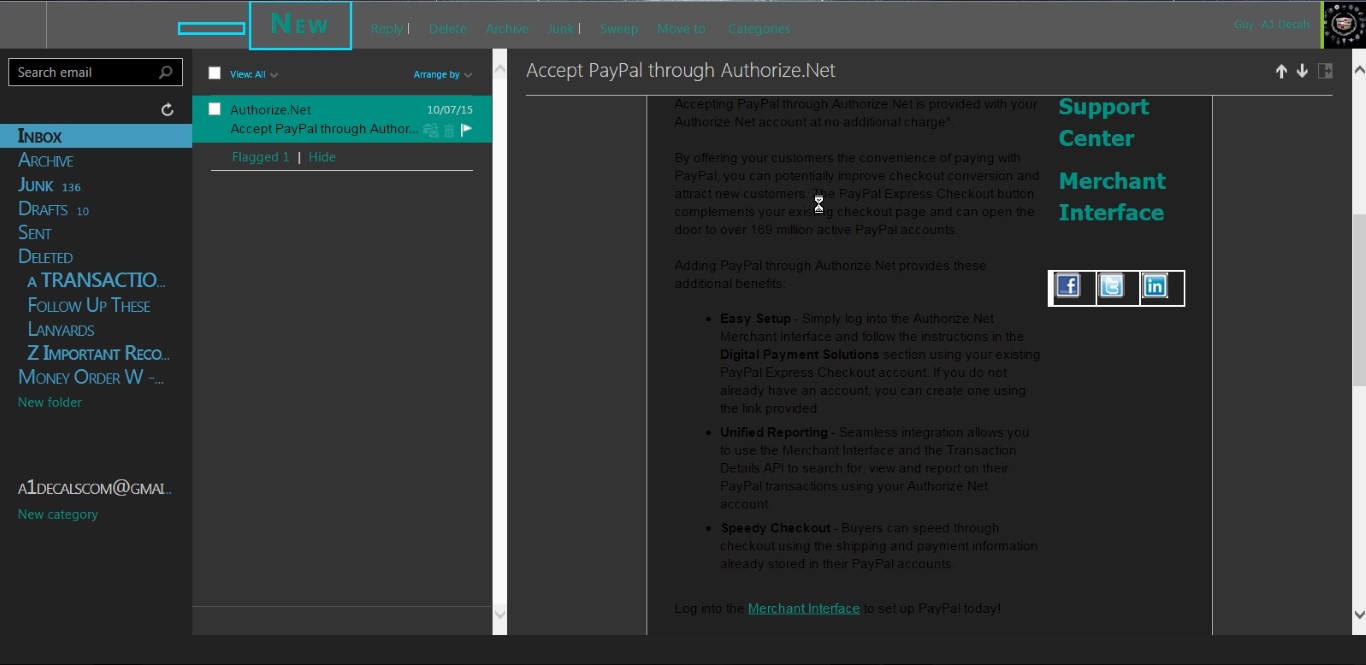 New
Reply | Delete Archive Junk | Sweep Move to Categories
Guy -A1 Decals
Search email
INBOX
ARCHIVE
JUNK 136
DRAFTS 10
SENT
DELETED
A TRANSACTIO...
FOLLOW UP THESE
LANYARDS
Z IMPORTANT RECO...
MONEY ORDER W -...
New folder
A1DECALSCOM@GMAI...
New category
View: All
Arrange by
Authorize.Net 10/07/15
Accept PayPal through Author...
Flagged 1 | Hide
Accept PayPal through Authorize.Net
Accepting PayPal through Authorize.Net is provided with your
Authorize.Net account at no additional charge*.
By offering your customers the convenience of paying with
PayPal, you can potentially improve checkout conversion and
attract new customers. The PayPal Express Checkout button
complements your existing checkout page and can open the
door to over 169 million active PayPal accounts.
Adding PayPal through Authorize.Net provides these
additional benefits:
• Easy Setup - Simply log into the Authorize.Net
Merchant Interface and follow the instructions in the
Digital Payment Solutions section using your existing
PayPal Express Checkout account. If you do not
already have an account, you can create one using
the link provided.
• Unified Reporting - Seamless integration allows you
to use the Merchant Interface and the Transaction
Details API to search for, view and report on their
PayPal transactions using your Authorize.Net
account.
• Speedy Checkout - Buyers can speed through
checkout using the shipping and payment information
already stored in their PayPal accounts.
Log into the Merchant Interface to set up PayPal today!
Support
Center
Merchant
Interface